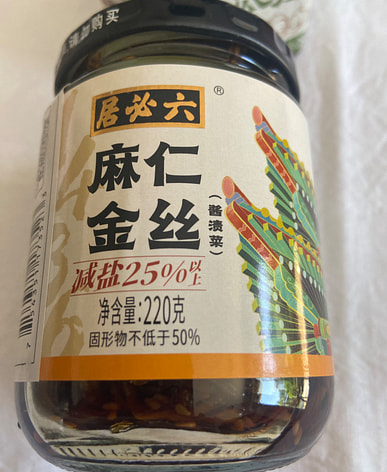 居必六
®
麻仁
金丝
(酱渍菜)
减盐25%以上
净含量:220克
固形物不低于50%
1436